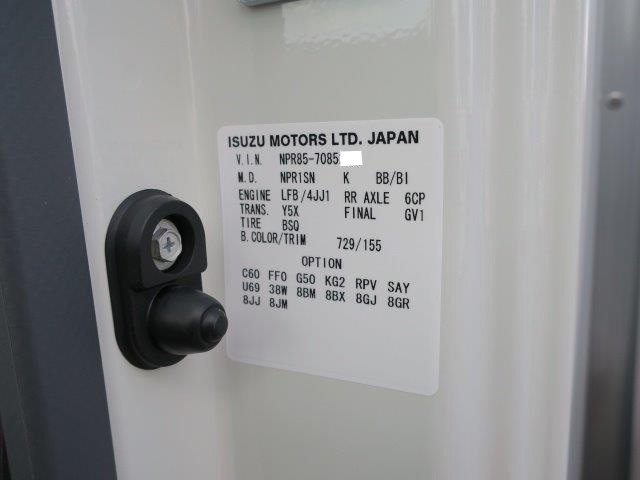 ISUZU MOTORS LTD. JAPAN
V.I.N. NPR85-7085
M.D. NPR1SN K BB/BI
ENGINE LFB/4JJ1 RR AXLE 6CP
TRANS. Y5X FINAL GV1
TIRE BSQ
B.COLOR/TRIM 729/155
OPTION
C60 FF0 G50 KG2 RPV SAY
U69 38W 8BM 8BX 8GJ 8GR
8JJ 8JM